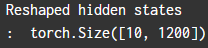 Reshaped hidden states
:  torch.Size([10, 1200])